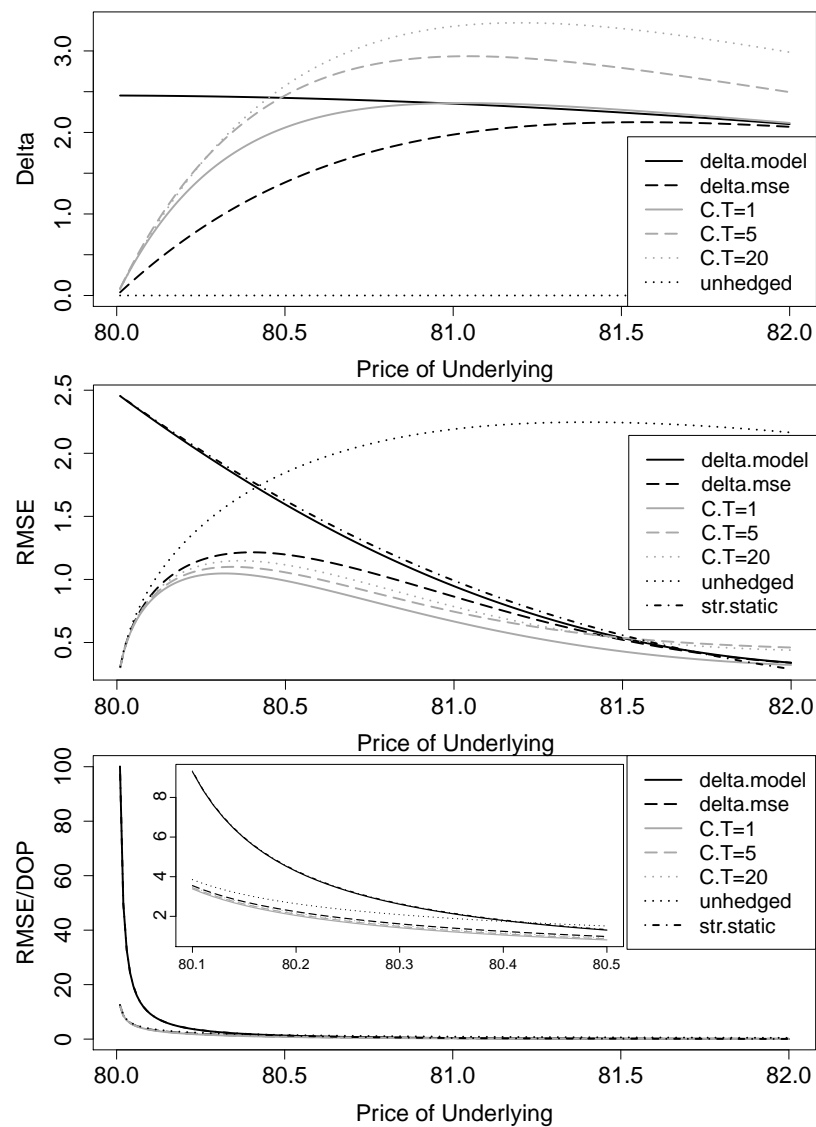 Delta
0.0 1.0 2.0 3.0
80.0 80.5 81.0 81.5 82.0
Price of Underlying
delta.model
delta.mse
C.T=1
C.T=5
C.T=20
unhedged
RMSE
0.5 1.0 1.5 2.0 2.5
80.0 80.5 81.0 81.5 82.0
Price of Underlying
delta.model
delta.mse
C.T=1
C.T=5
C.T=20
unhedged
str.static
RMSE/DOP
0 20 40 60 80 100
80.0 80.5 81.0 81.5 82.0
Price of Underlying
2 4 6 8
80.1 80.2 80.3 80.4 80.5
delta.model
delta.mse
C.T=1
C.T=5
C.T=20
unhedged
str.static